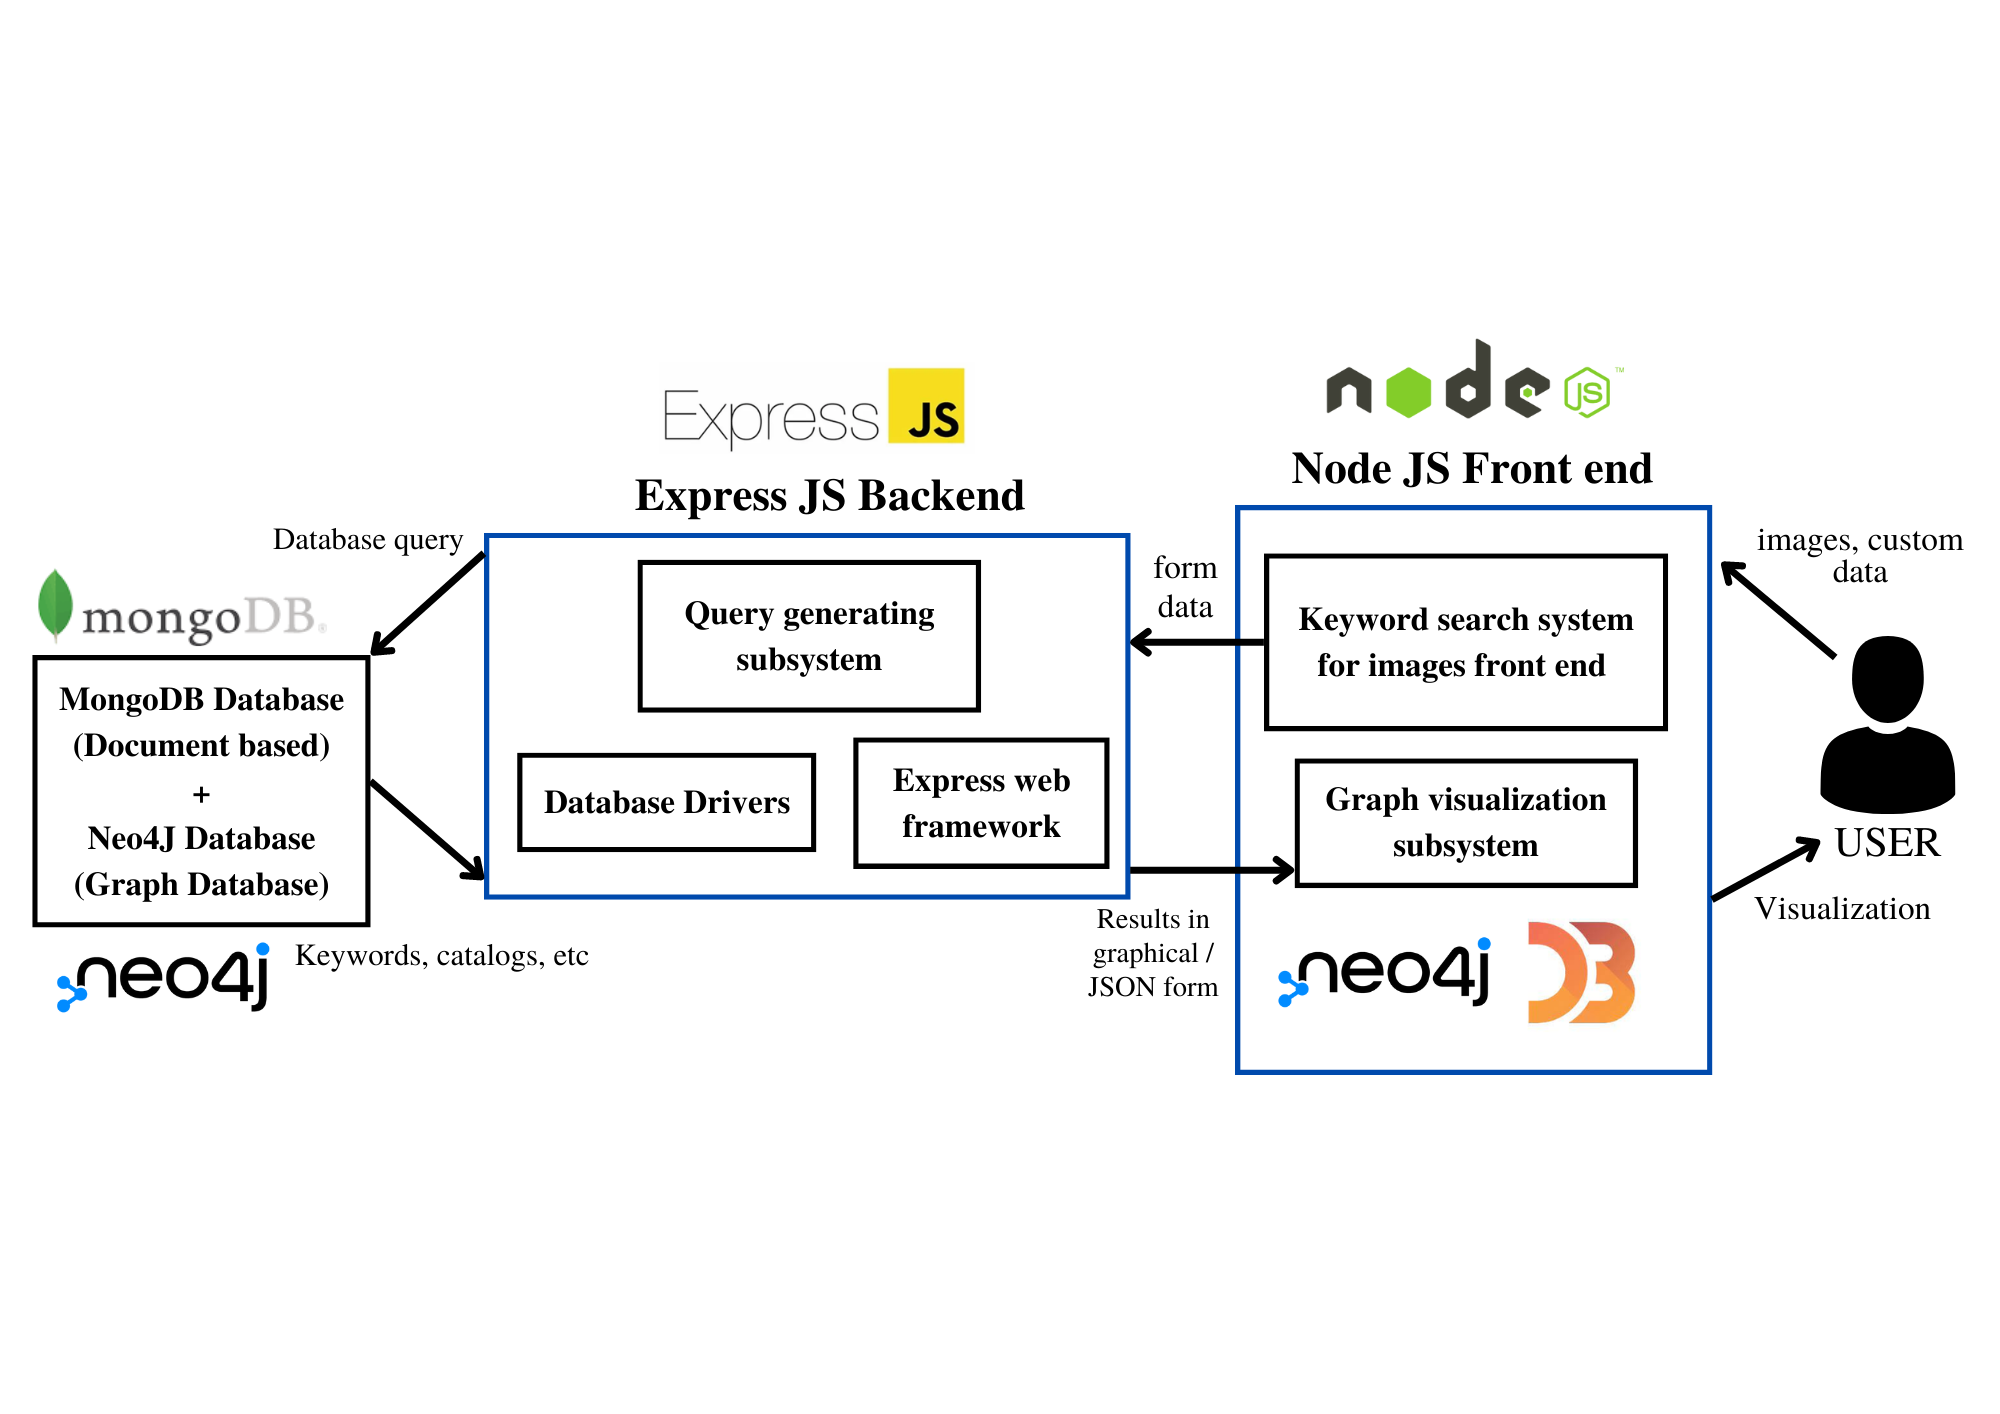 Express JS
Express JS Backend
node JS™
Node JS Front end
Database query
mongoDB®
MongoDB Database
(Document based)
+
Neo4J Database
(Graph Database)
neo4j
Keywords, catalogs, etc
Query generating
subsystem
Database Drivers
Express web
framework
form
data
Results in
graphical /
JSON form
Keyword search system
for images front end
Graph visualization
subsystem
neo4j
D3
images, custom
data
USER
Visualization